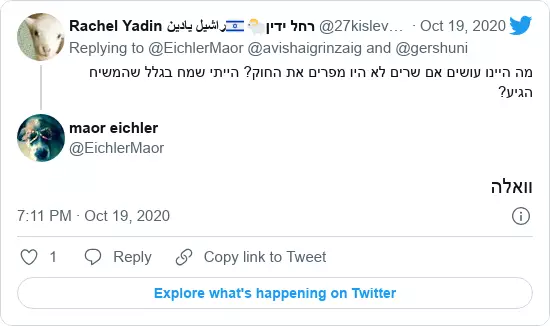 Rachel Yadin راشيل يادين🇮🇱🐑רחל ידין @27kislev… · Oct 19, 2020
Replying to @EichlerMaor @avishaigrinzaig and @gershuni
מה היינו עושים אם שרים לא היו מפרים את החוק? הייתי שמח בגלל שהמשיח
הגיע?
maor eichler
@EichlerMaor
וואלה
7:11 PM · Oct 19, 2020
1
Reply
Copy link to Tweet
Explore what's happening on Twitter